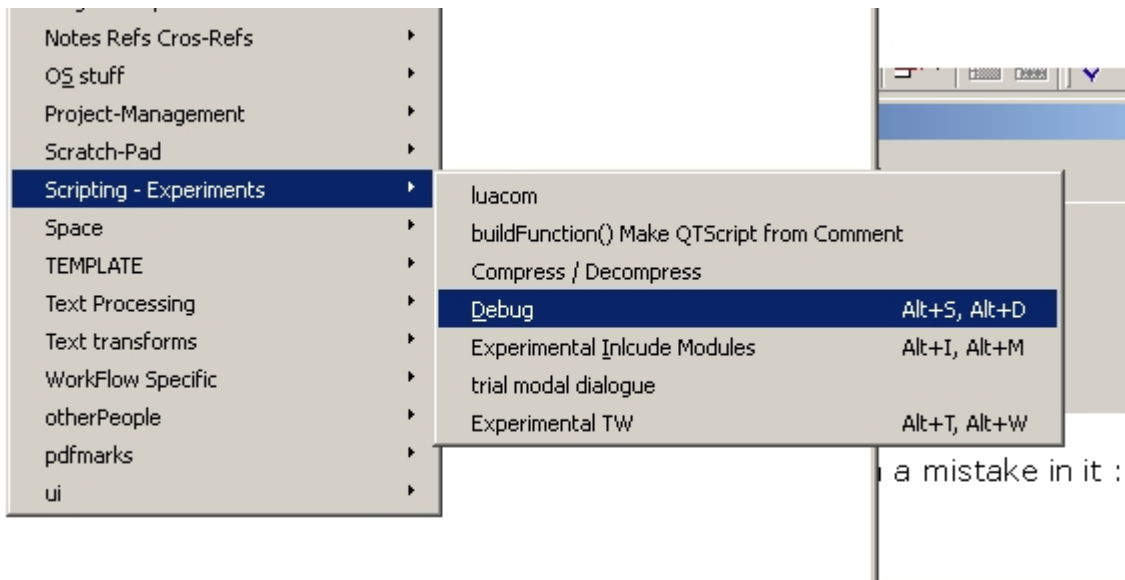 Notes Refs Cros-Refs
OS stuff
Project-Management
Scratch-Pad
Scripting - Experiments
Space
TEMPLATE
Text Processing
Text transforms
WorkFlow Specific
otherPeople
pdfmarks
ui
luacom
buildFunction() Make QTScript from Comment
Compress / Decompress
Debug Alt+S, Alt+D
Experimental Inlcude Modules Alt+I, Alt+M
trial modal dialogue
Experimental TW Alt+T, Alt+W
a mistake in it :